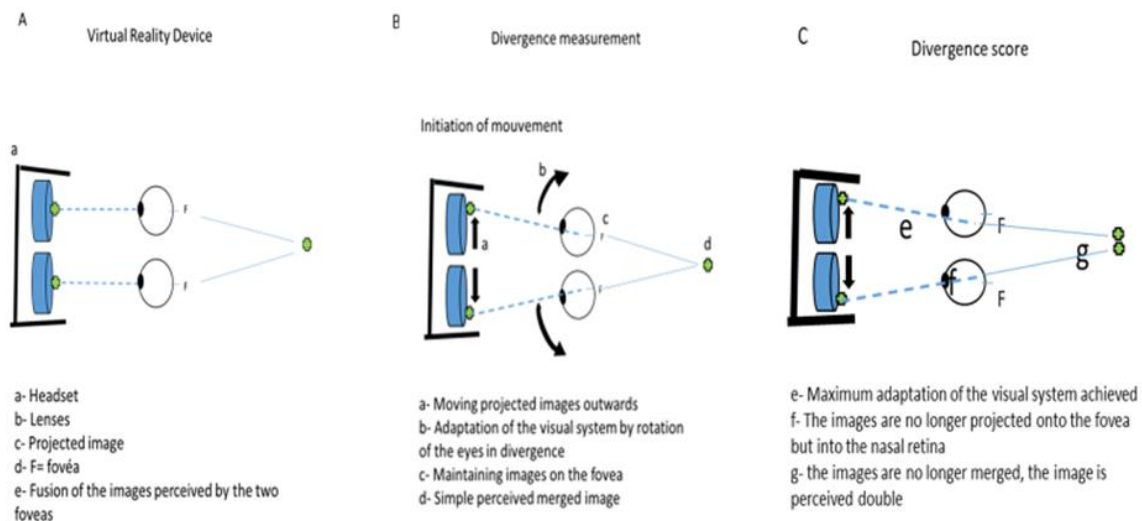 A
Virtual Reality Device
a
F
F
a- Headset
b- Lenses
c- Projected image
d- F= fovéa
e- Fusion of the images perceived by the two
foveas
B
Divergence measurement
Initiation of mouvement
b
c
F
a
d
F
a- Moving projected images outwards
b- Adaptation of the visual system by rotation
of the eyes in divergence
c- Maintaining images on the fovea
d- Simple perceived merged image
C
Divergence score
e
F
g
f
F
e- Maximum adaptation of the visual system achieved
f- The images are no longer projected onto the fovea
but into the nasal retina
g- the images are no longer merged, the image is
perceived double